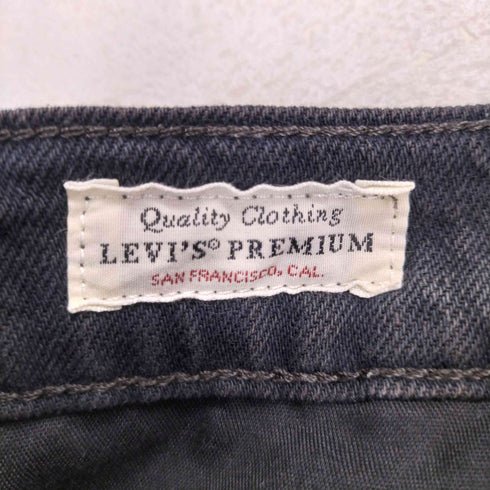 Quality Clothing
LEVI'S® PREMIUM
SAN FRANCISCO, CAL.